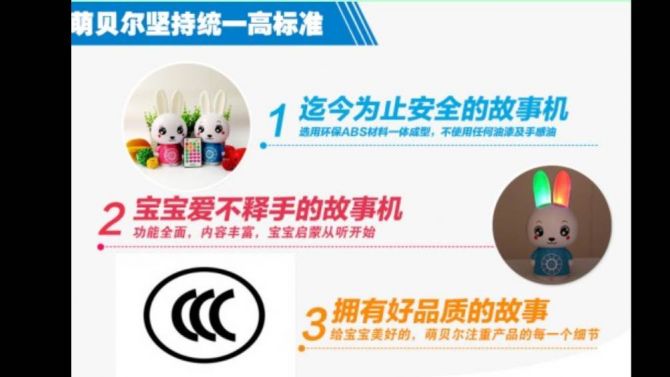 萌贝尔坚持统一高标准
1 迄今为止安全的故事机
选用环保ABS材料一体成型，不使用任何油漆及手感油
2 宝宝爱不释手的故事机
功能全面，内容丰富，宝宝启蒙从听开始
CCC
3 拥有好品质的故事
给宝宝美好的，萌贝尔注重产品的每一个细节